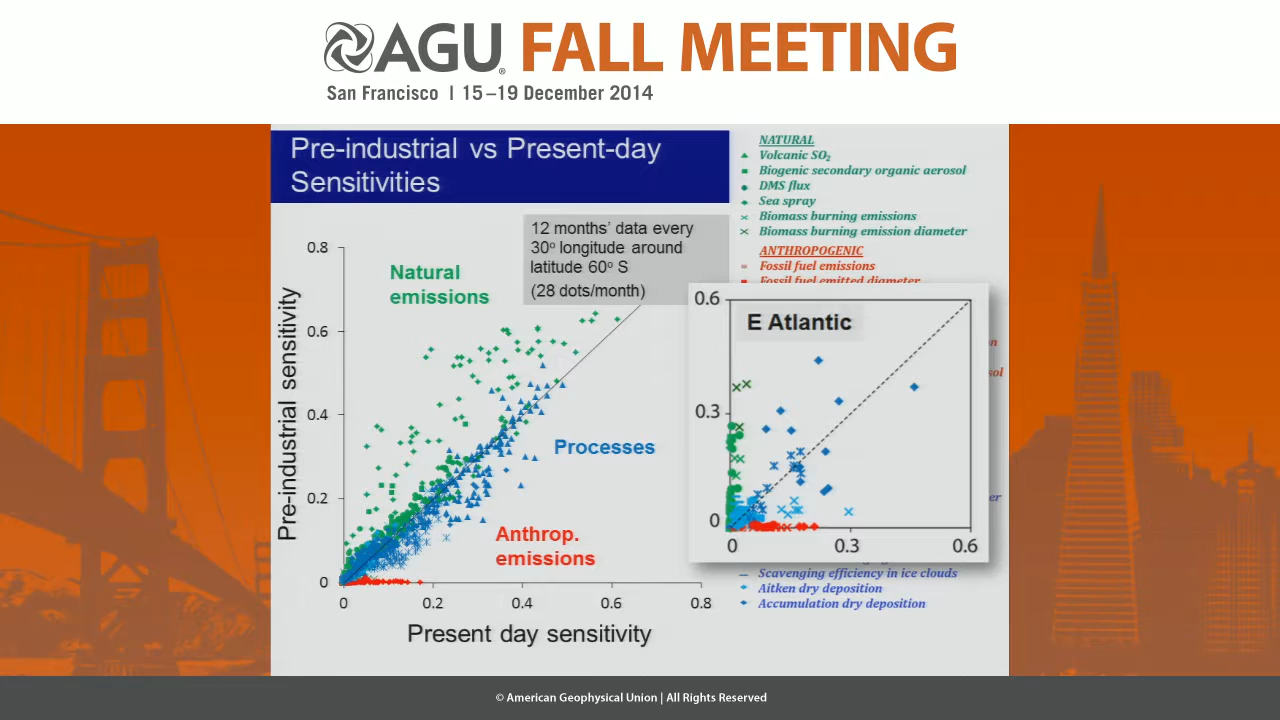 AGU FALL MEETING
San Francisco | 15–19 December 2014
Pre-industrial vs Present-day
Sensitivities
12 months' data every
30° longitude around
latitude 60° S
(28 dots/month)
Pre-industrial sensitivity
0.8
0.6
0.4
0.2
0
0
0.2
0.4
0.6
0.8
Present day sensitivity
Natural
emissions
Processes
Anthrop.
emissions
NATURAL
Volcanic SO₂
Biogenic secondary organic aerosol
DMS flux
Sea spray
Biomass burning emissions
Biomass burning emission diameter
ANTHROPOGENIC
Fossil fuel emissions
Fossil fuel emitted diameter
E Atlantic
0.6
0.3
0
0
0.3
0.6
Scavenging efficiency in ice clouds
Aitken dry deposition
Accumulation dry deposition
© American Geophysical Union | All Rights Reserved